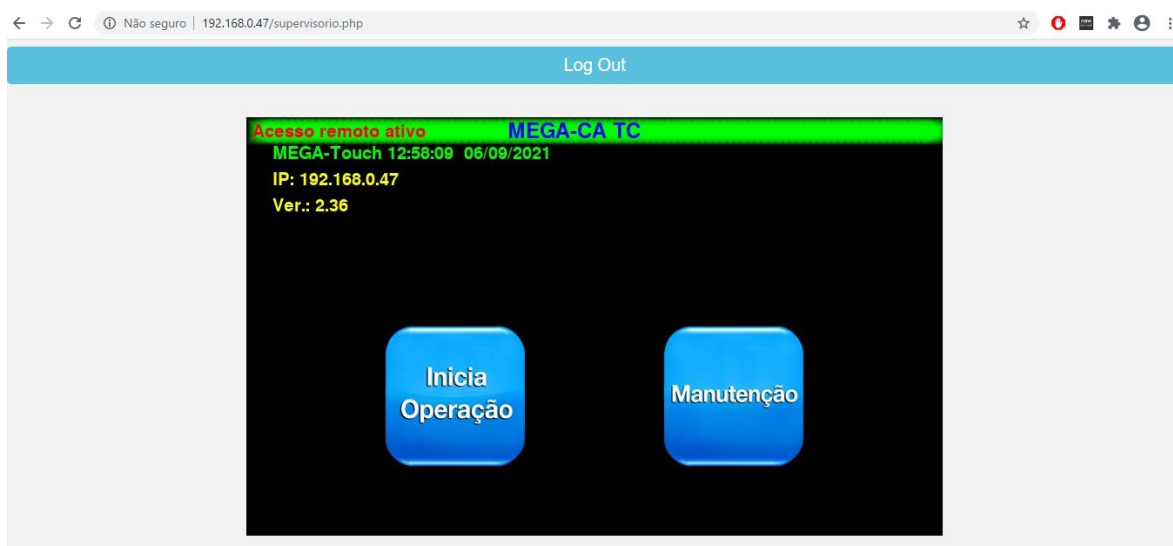 Não seguro | 192.168.0.47/supervisorio.php
Log Out
Acesso remoto ativo MEGA-CA TC
MEGA-Touch 12:58:09 06/09/2021
IP: 192.168.0.47
Ver.: 2.36
Inicia
Operação
Manutenção